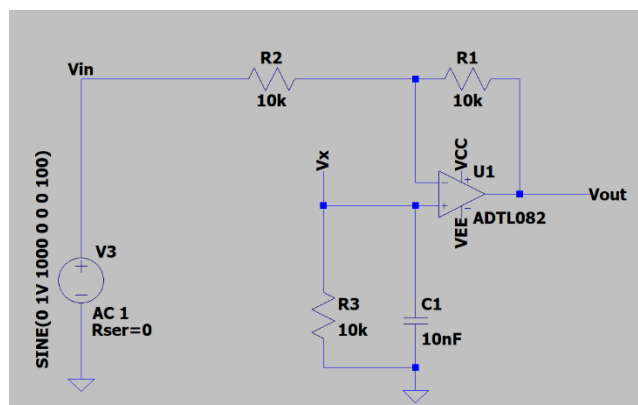 R2
R1
Vin
10k
10k
Vx
VCC
U1
VEE
ADTL082
Vout
SINE(0 1V 1000 0 0 0 100)
V3
AC 1
Rser=0
R3
10k
C1
10nF